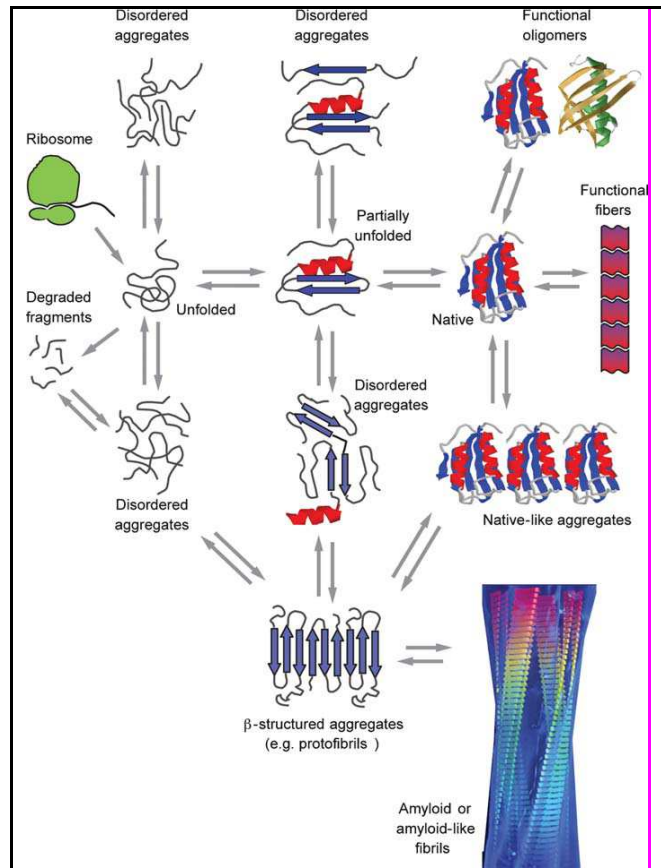 Disordered
aggregates
Disordered
aggregates
Functional
oligomers
Ribosome
Functional
fibers
Partially
unfolded
Degraded
fragments
Unfolded
Native
Disordered
aggregates
Disordered
aggregates
Native-like aggregates
β-structured aggregates
(e.g. protofibrils )
Amyloid or
amyloid-like
fibrils